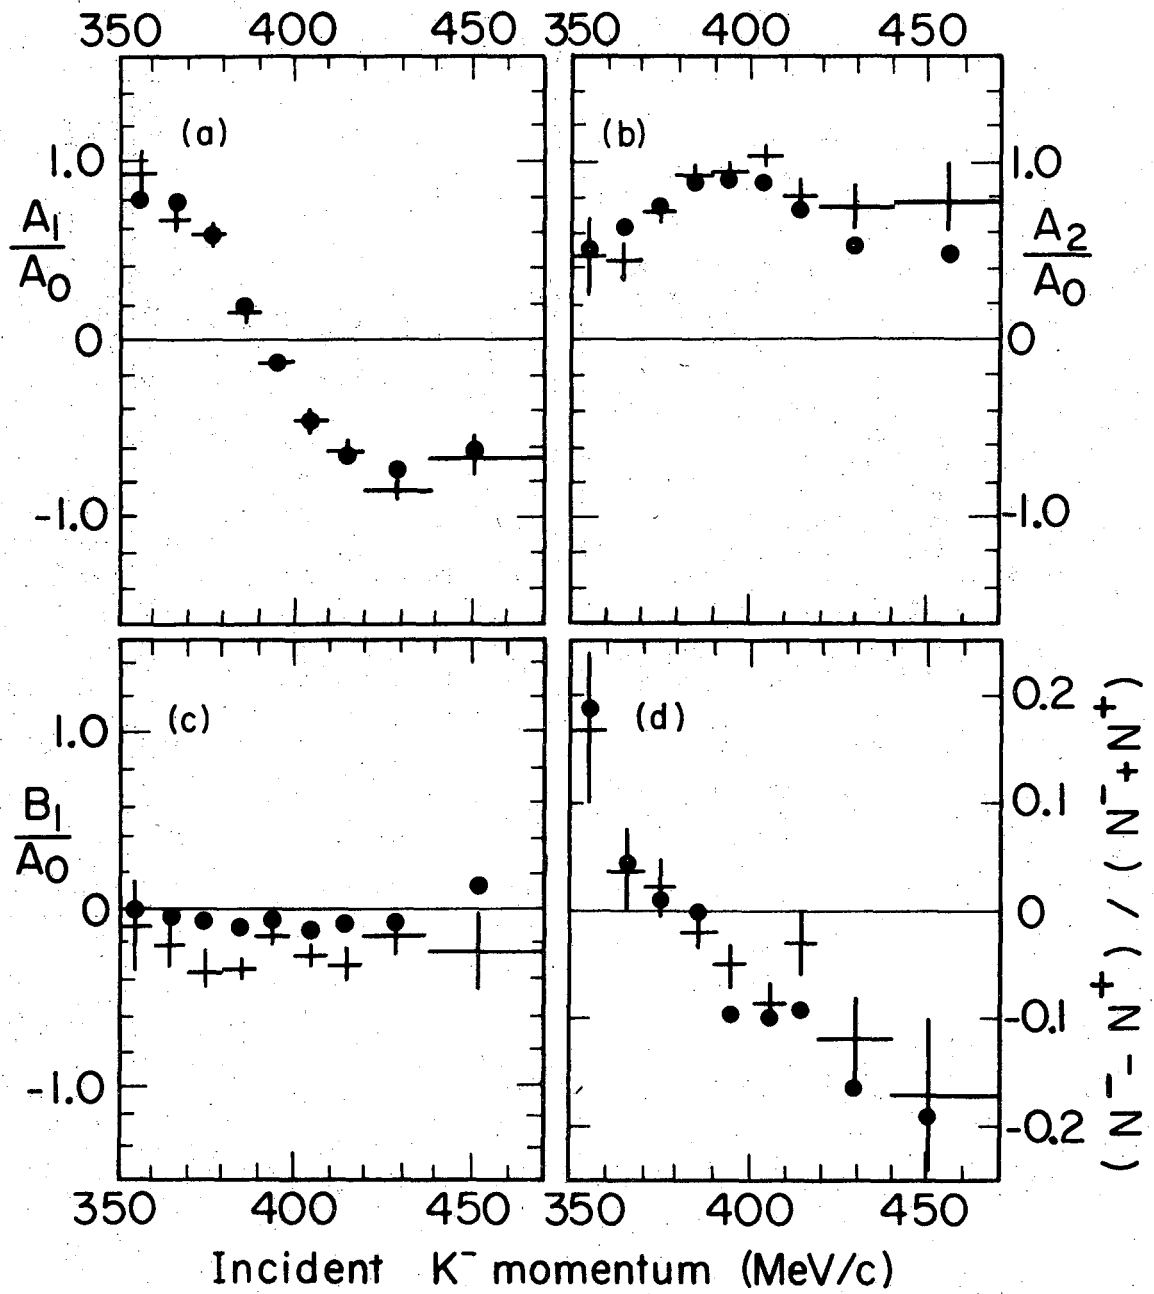 350 400 450 350 400 450
(a) (b)
1.0 1.0
A1 A2
A0 A0
0 0
-1.0 -1.0
(c) (d)
1.0 0.2
B1 0.1
A0
0 0
-1.0 -0.1
-0.2
(N⁻ - N⁺) / (N⁻ + N⁺)
350 400 450 350 400 450
Incident K⁻ momentum (MeV/c)